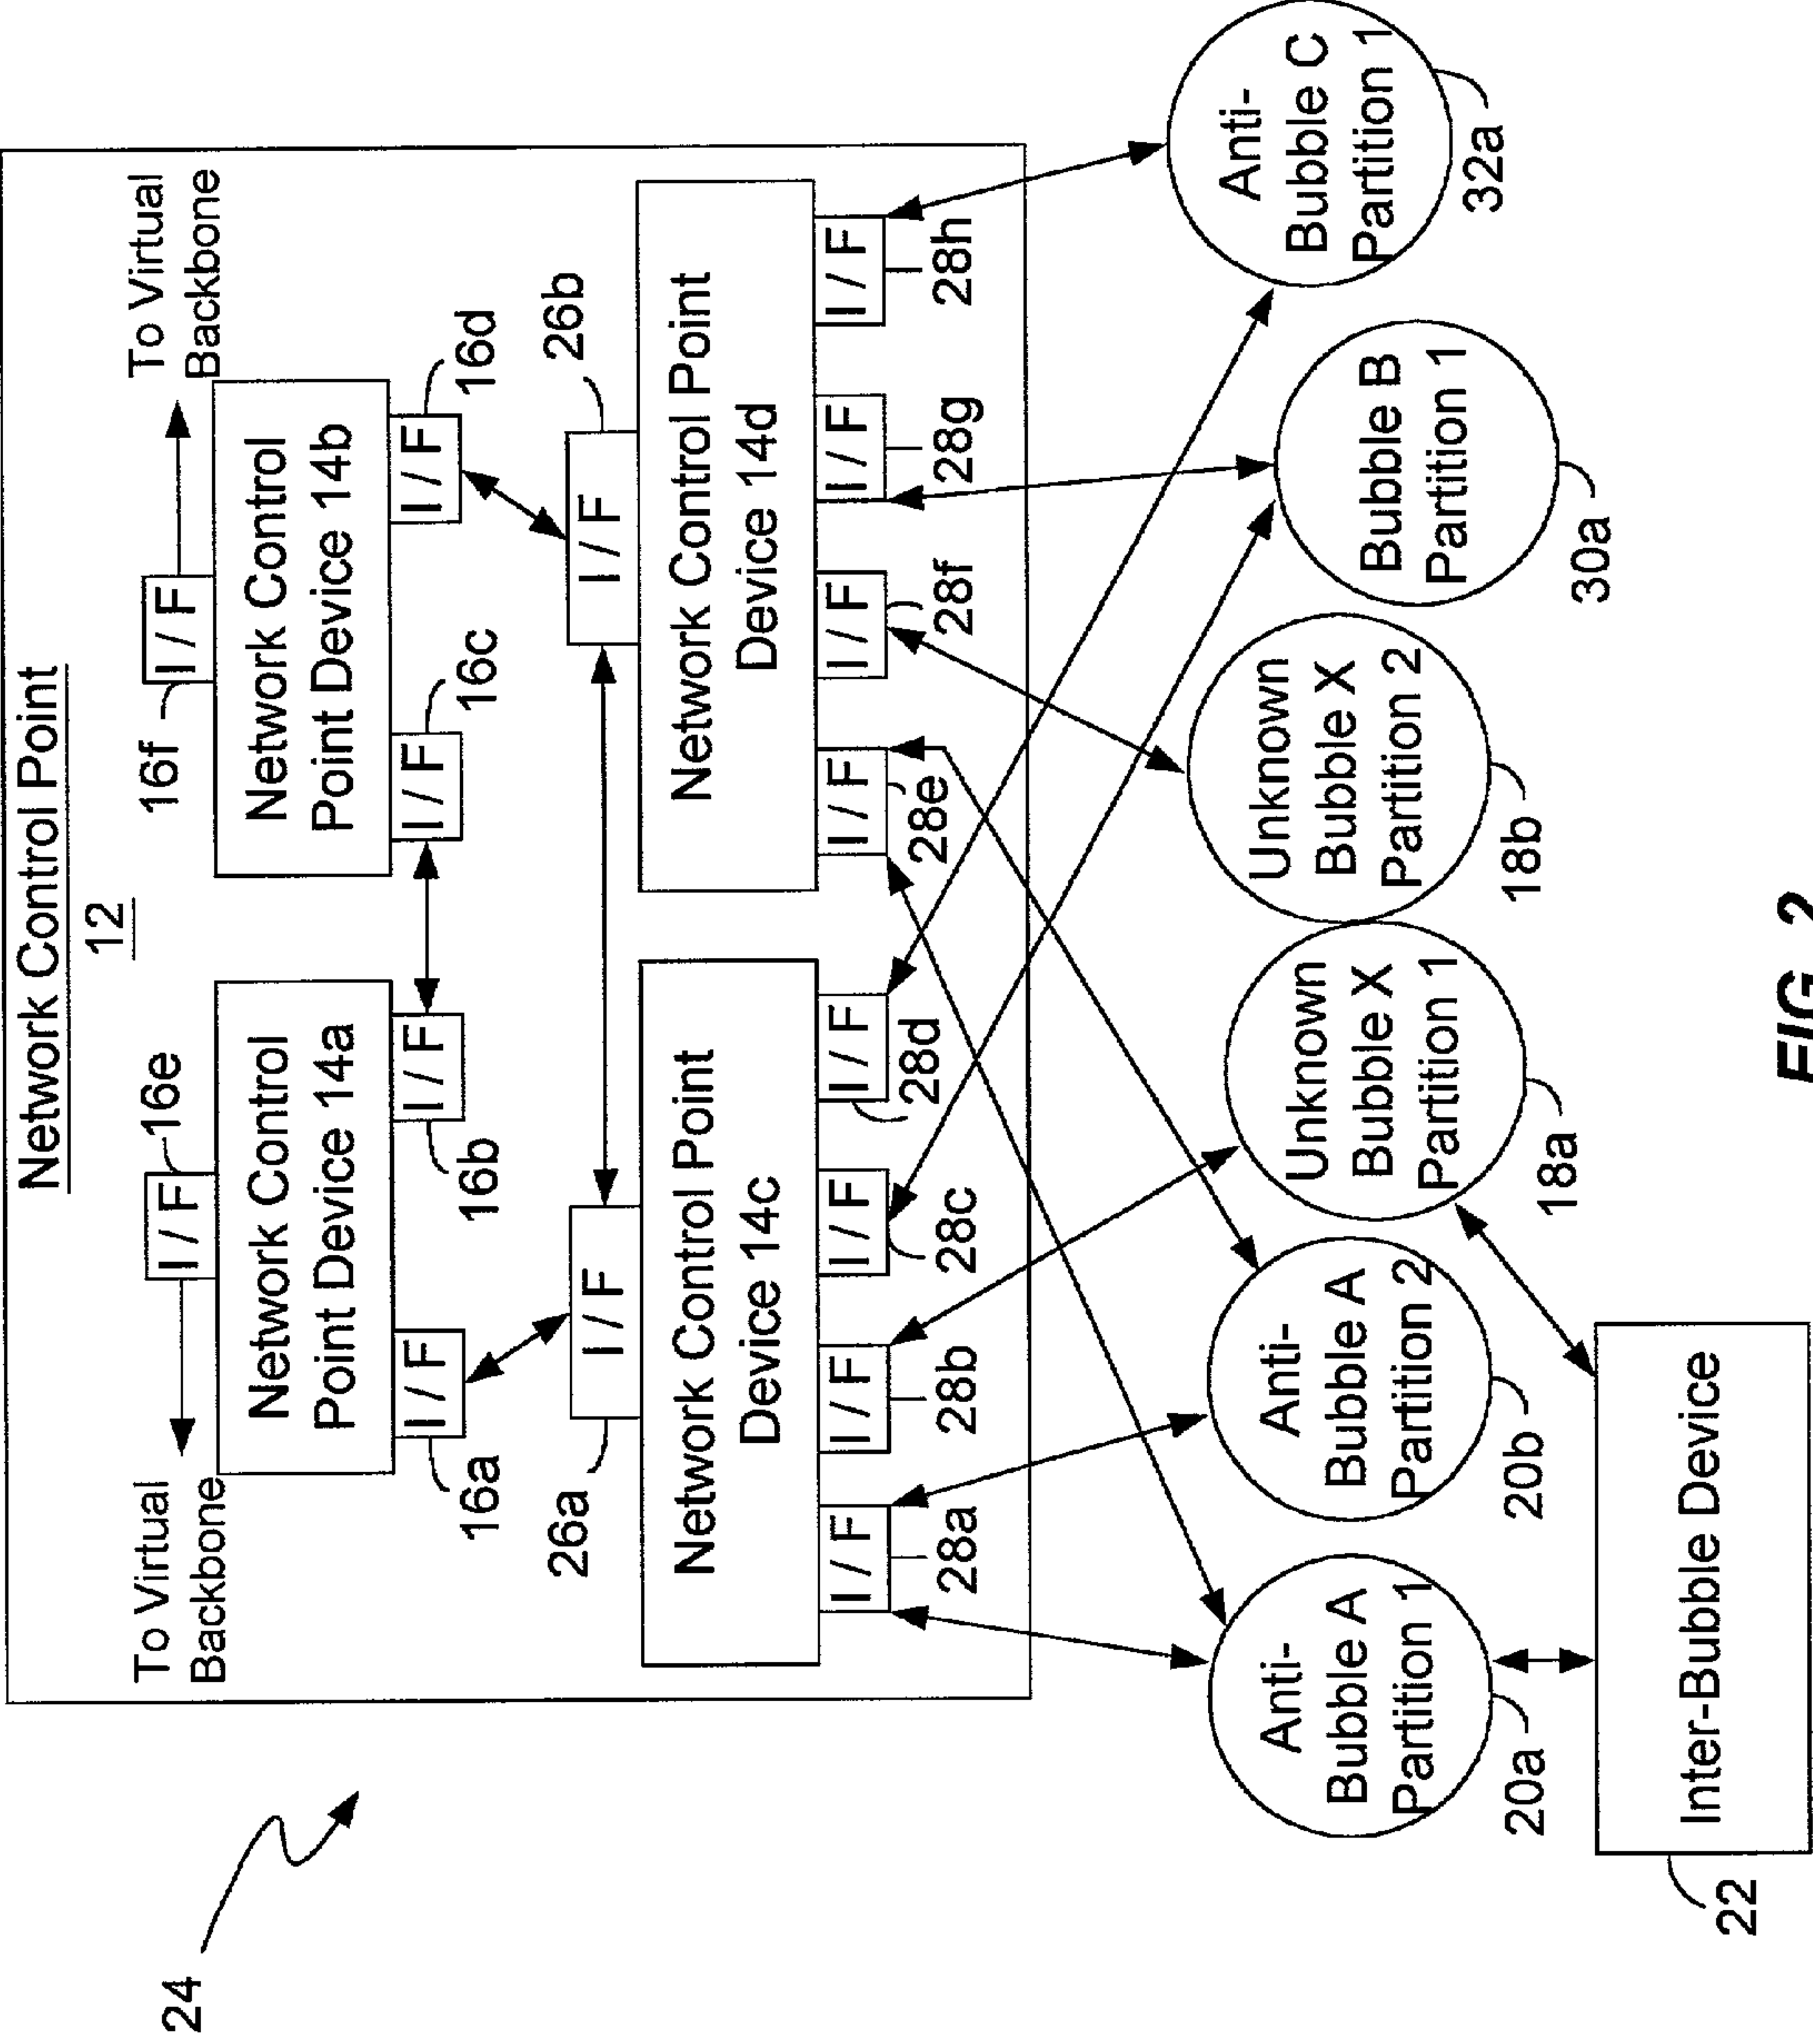 Network Control Point
12
To Virtual
Backbone
I / F
16e
16f
I / F
To Virtual
Backbone
Network Control
Point Device 14a
Network Control
Point Device 14b
16a
I / F
16b
I / F
I / F
16c
I / F
16d
26a
I / F
I / F
26b
Network Control Point
Device 14c
Network Control Point
Device 14d
I / F
I / F
I / F
I / F
I / F
I / F
I / F
I / F
28a
28b
28c
28d
28e
28f
28g
28h
24
Anti-
Bubble A
Partition 1
20a
Anti-
Bubble A
Partition 2
20b
Unknown
Bubble X
Partition 1
18a
Unknown
Bubble X
Partition 2
18b
Bubble B
Partition 1
30a
Anti-
Bubble C
Partition 1
32a
Inter-Bubble Device
22
FIG. 2